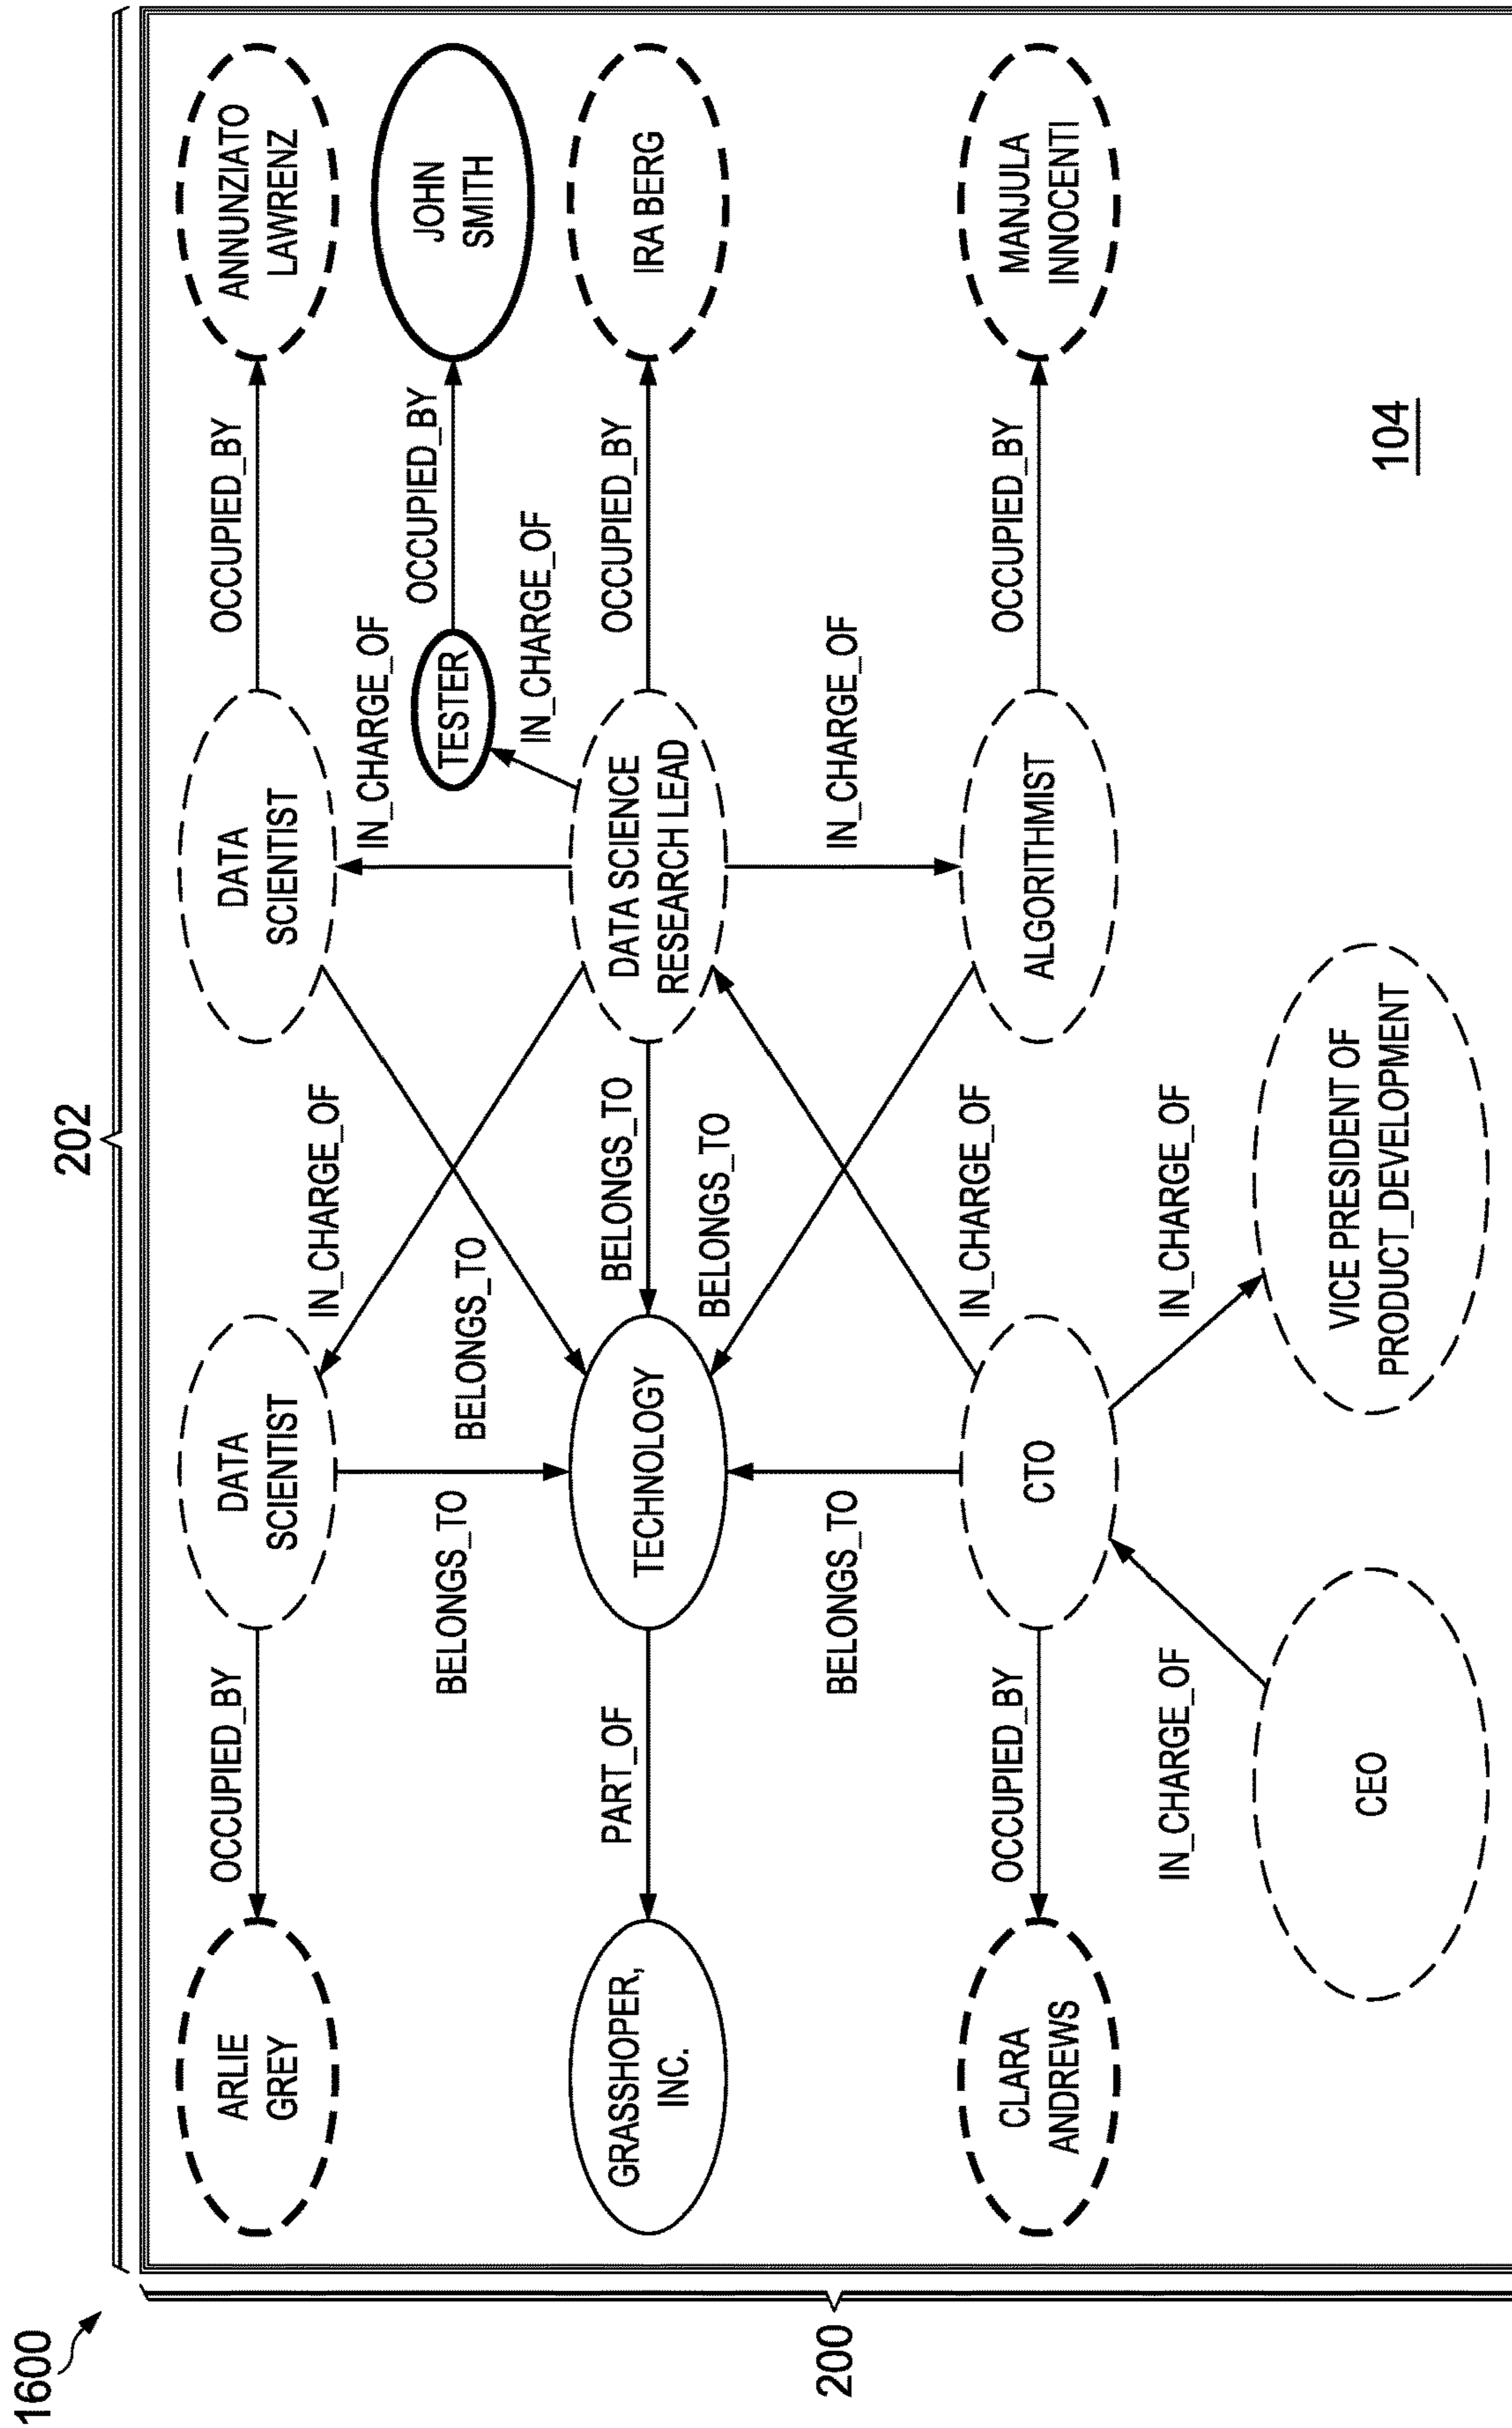 1600
202
200
ARLIE
GREY
OCCUPIED_BY
DATA
SCIENTIST
IN_CHARGE_OF
DATA
SCIENTIST
OCCUPIED_BY
ANNUNZIATO
LAWRENZ
BELONGS_TO
BELONGS_TO
IN_CHARGE_OF
TESTER
OCCUPIED_BY
JOHN
SMITH
IN_CHARGE_OF
GRASSHOPER,
INC.
PART_OF
TECHNOLOGY
BELONGS_TO
DATA SCIENCE
RESEARCH LEAD
OCCUPIED_BY
IRA BERG
BELONGS_TO
BELONGS_TO
IN_CHARGE_OF
CLARA
ANDREWS
OCCUPIED_BY
CTO
IN_CHARGE_OF
ALGORITHMIST
OCCUPIED_BY
MANJULA
INNOCENTI
IN_CHARGE_OF
IN_CHARGE_OF
CEO
VICE PRESIDENT OF
PRODUCT_DEVELOPMENT
104